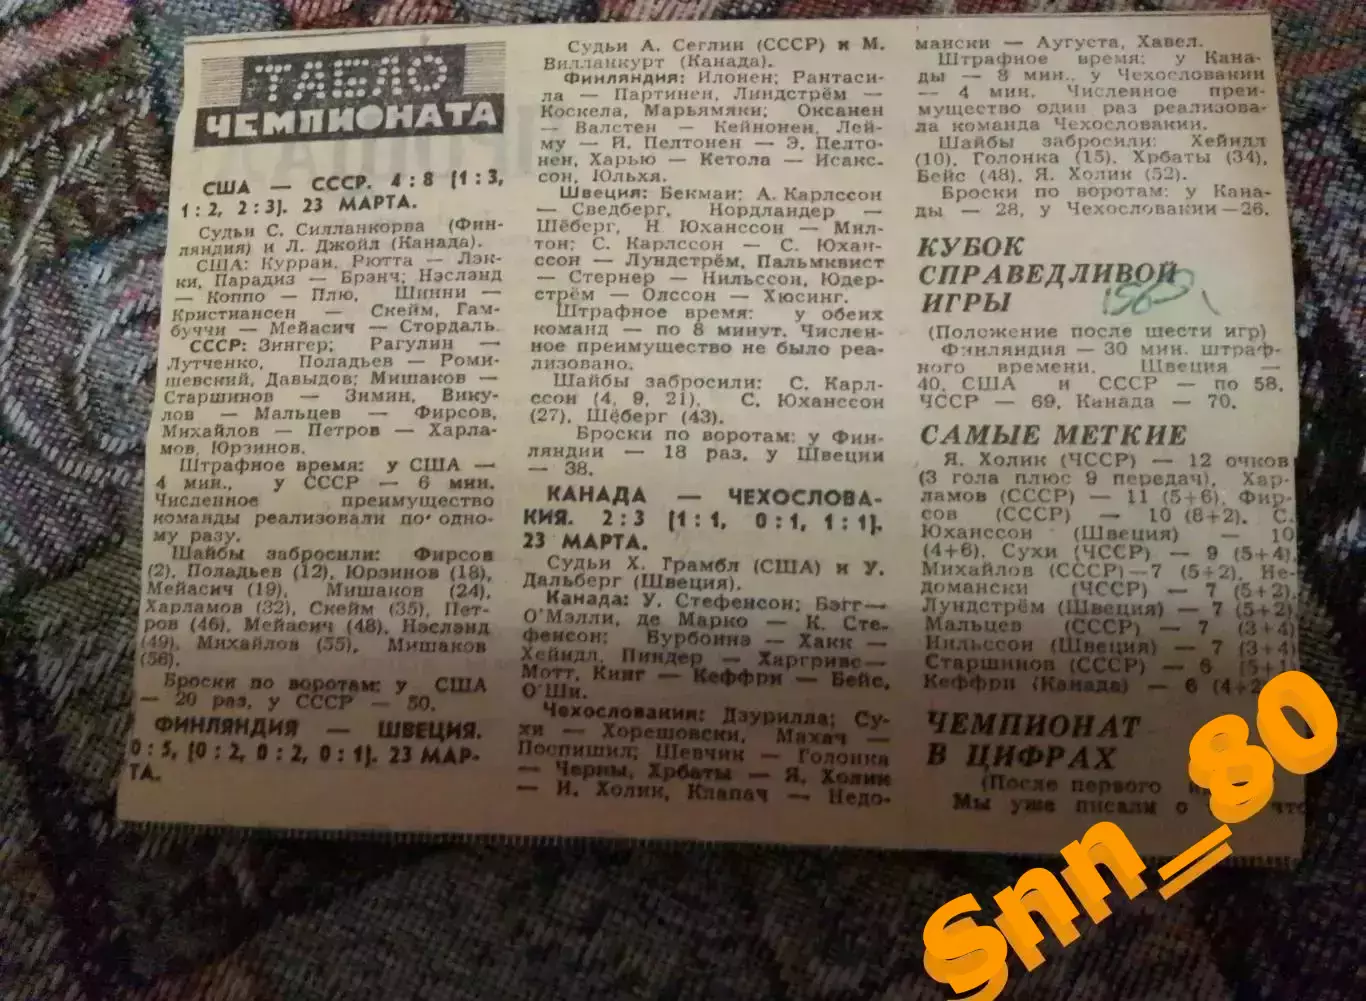 ТАБЛО
ЧЕМПИОНАТА
США — СССР. 4:8 [1:3,
1:2, 2:3]. 23 МАРТА.
Судьи С. Силланкорва (Фин-
ляндия) и Л. Джойл (Канада).
США: Курран, Рютта — Лэк-
ки, Парадиз — Брэнч; Нэслэнд
— Коппо — Плю, Шинни —
Кристиансен — Скейм, Гам-
буччи — Мейасич — Стордаль.
СССР: Зингер; Рагулин —
Лутченко, Поладьев — Роми-
шевский, Давыдов; Мишаков —
Старшинов — Зимин, Вику-
лов — Мальцев — Фирсов,
Михайлов — Петров — Харла-
мов, Юрзинов.
Штрафное время: у США —
4 мин., у СССР — 6 мин.
Численное преимущество
команды реализовали по одно-
му разу.
Шайбы забросили: Фирсов
(2), Поладьев (12), Юрзинов (18),
Мейасич (19), Мишаков (24),
Харламов (32), Скейм (35), Пет-
ров (46), Мейасич (48), Нэслэнд
(49), Михайлов (55), Мишаков
(56).
Броски по воротам: у США
— 20 раз, у СССР — 50.
ФИНЛЯНДИЯ — ШВЕЦИЯ.
0:5, [0:2, 0:2, 0:1]. 23 МАР-
ТА.
Судьи А. Сеглин (СССР) и М.
Вилланкурт (Канада).
Финляндия: Илонен; Рантаси-
ла — Партинен, Линдстрём —
Коскела, Марьямяки; Оксанен
— Валстен — Кейнонен, Лей-
му — И. Пелтонен — Э. Пелто-
нен, Харью — Кетола — Исакс-
сон, Юльхя.
Швеция: Бекман; А. Карлссон
— Сведберг, Нордландер —
Шёберг, Н. Юханссон — Мил-
тон; С. Карлссон — С. Юхан-
ссон — Лундстрём, Пальмквист
— Стернер — Нильссон, Юдер-
стрём — Олссон — Хюсинг.
Штрафное время: у обеих
команд — по 8 минут. Числен-
ное преимущество не было реа-
лизовано.
Шайбы забросили: С. Карл-
ссон (4, 9, 21), С. Юханссон
(27), Шёберг (43).
Броски по воротам: у Фин-
ляндии — 18 раз, у Швеции
— 38.
КАНАДА — ЧЕХОСЛОВА-
КИЯ. 2:3 [1:1, 0:1, 1:1].
23 МАРТА.
Судьи Х. Трамбл (США) и У.
Дальберг (Швеция).
Канада: У. Стефенсон; Бэгг—
О'Мэлли, де Марко — К. Сте-
фенсон; Бурбоннэ — Хакк —
Хейндл, Пиндер — Харгривс—
Мотт, Кинг — Кеффри — Бейс,
О'Ши.
Чехословакия: Дзурилла; Су-
хи — Хорешовски, Махач —
Поспишил; Шевчик — Голонка
— Черны, Хрбаты — Я. Холик
— И. Холик, Клапач — Недо-
мански — Аугуста, Хавел.
Штрафное время: у Кана-
ды — 8 мин., у Чехословакии
— 4 мин. Численное преи-
мущество один раз реализова-
ла команда Чехословакии.
Шайбы забросили: Хейндл
(10), Голонка (15), Хрбаты (34),
Бейс (48), Я. Холик (52).
Броски по воротам: у Кана-
ды — 28, у Чехословакии—26.
КУБОК
СПРАВЕДЛИВОЙ
ИГРЫ
(Положение после шести игр)
Финляндия — 30 мин. штраф-
ного времени, Швеция —
40, США и СССР — по 58,
ЧССР — 69, Канада — 70.
САМЫЕ МЕТКИЕ
Я. Холик (ЧССР) — 12 очков
(3 гола плюс 9 передач), Хар-
ламов (СССР) — 11 (5+6), Фир-
сов (СССР) — 10 (8+2), С.
Юханссон (Швеция) — 10
(4+6), Сухи (ЧССР) — 9 (5+4),
Михайлов (СССР)—7 (5+2), Не-
домански (ЧССР) — 7 (5+2),
Лундстрём (Швеция) — 7 (5+2)
Мальцев (СССР) — 7 (3+4)
Нильссон (Швеция) — 7 (3+4)
Старшинов (СССР) — 6 (5+1)
Кеффри (Канада) — 6 (4+2
ЧЕМПИОНАТ
В ЦИФРАХ
(После первого
Мы уже писали о что
Snn_80